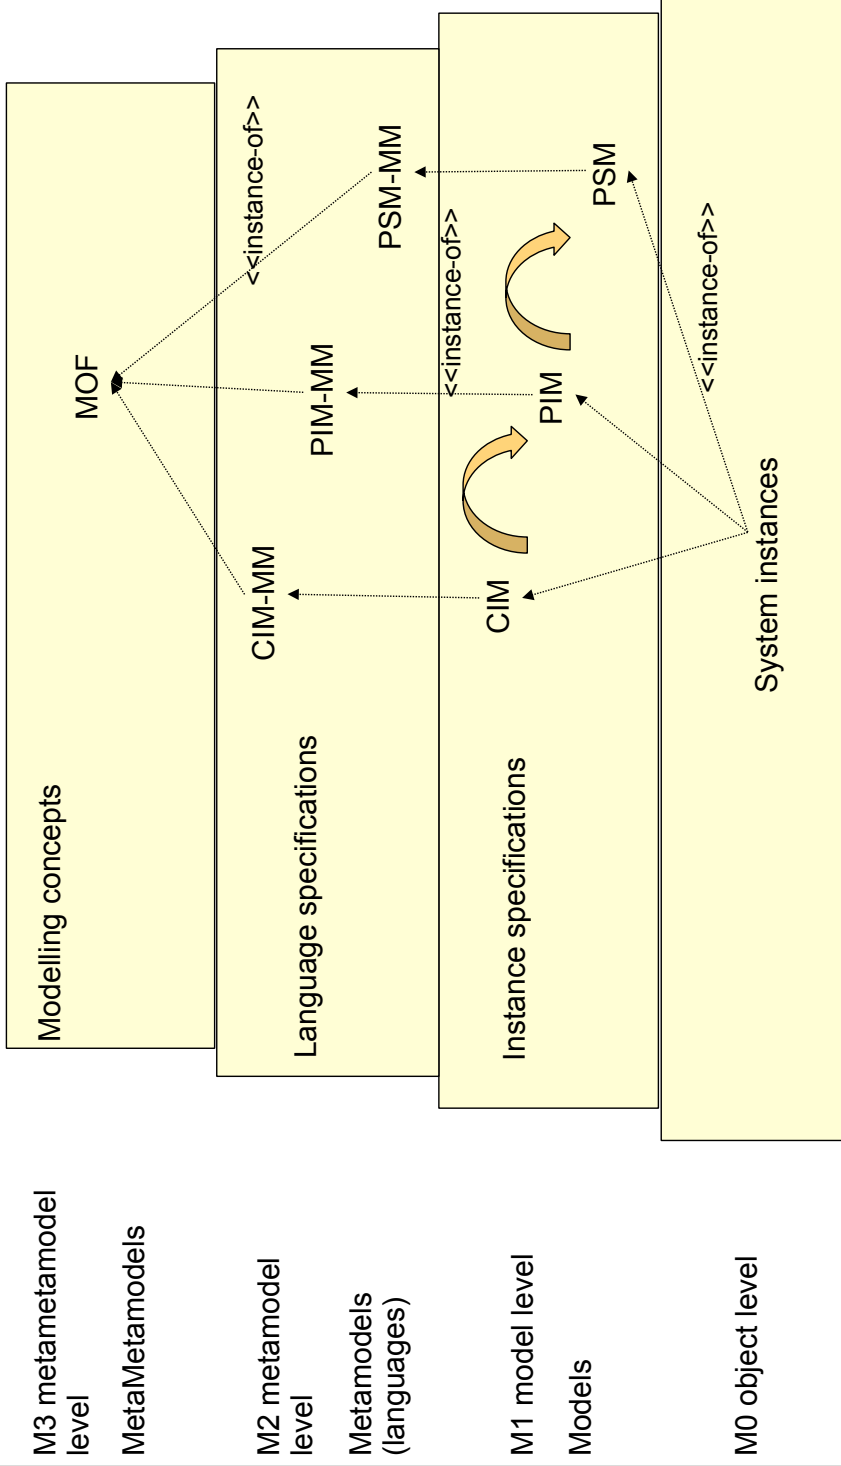 M3 metametamodel
level
MetaMetamodels
Modelling concepts
MOF
M2 metamodel
level
Metamodels
(languages)
Language specifications
CIM-MM
PIM-MM
PSM-MM
<<instance-of>>
M1 model level
Models
Instance specifications
CIM
PIM
PSM
<<instance-of>>
M0 object level
System instances
<<instance-of>>